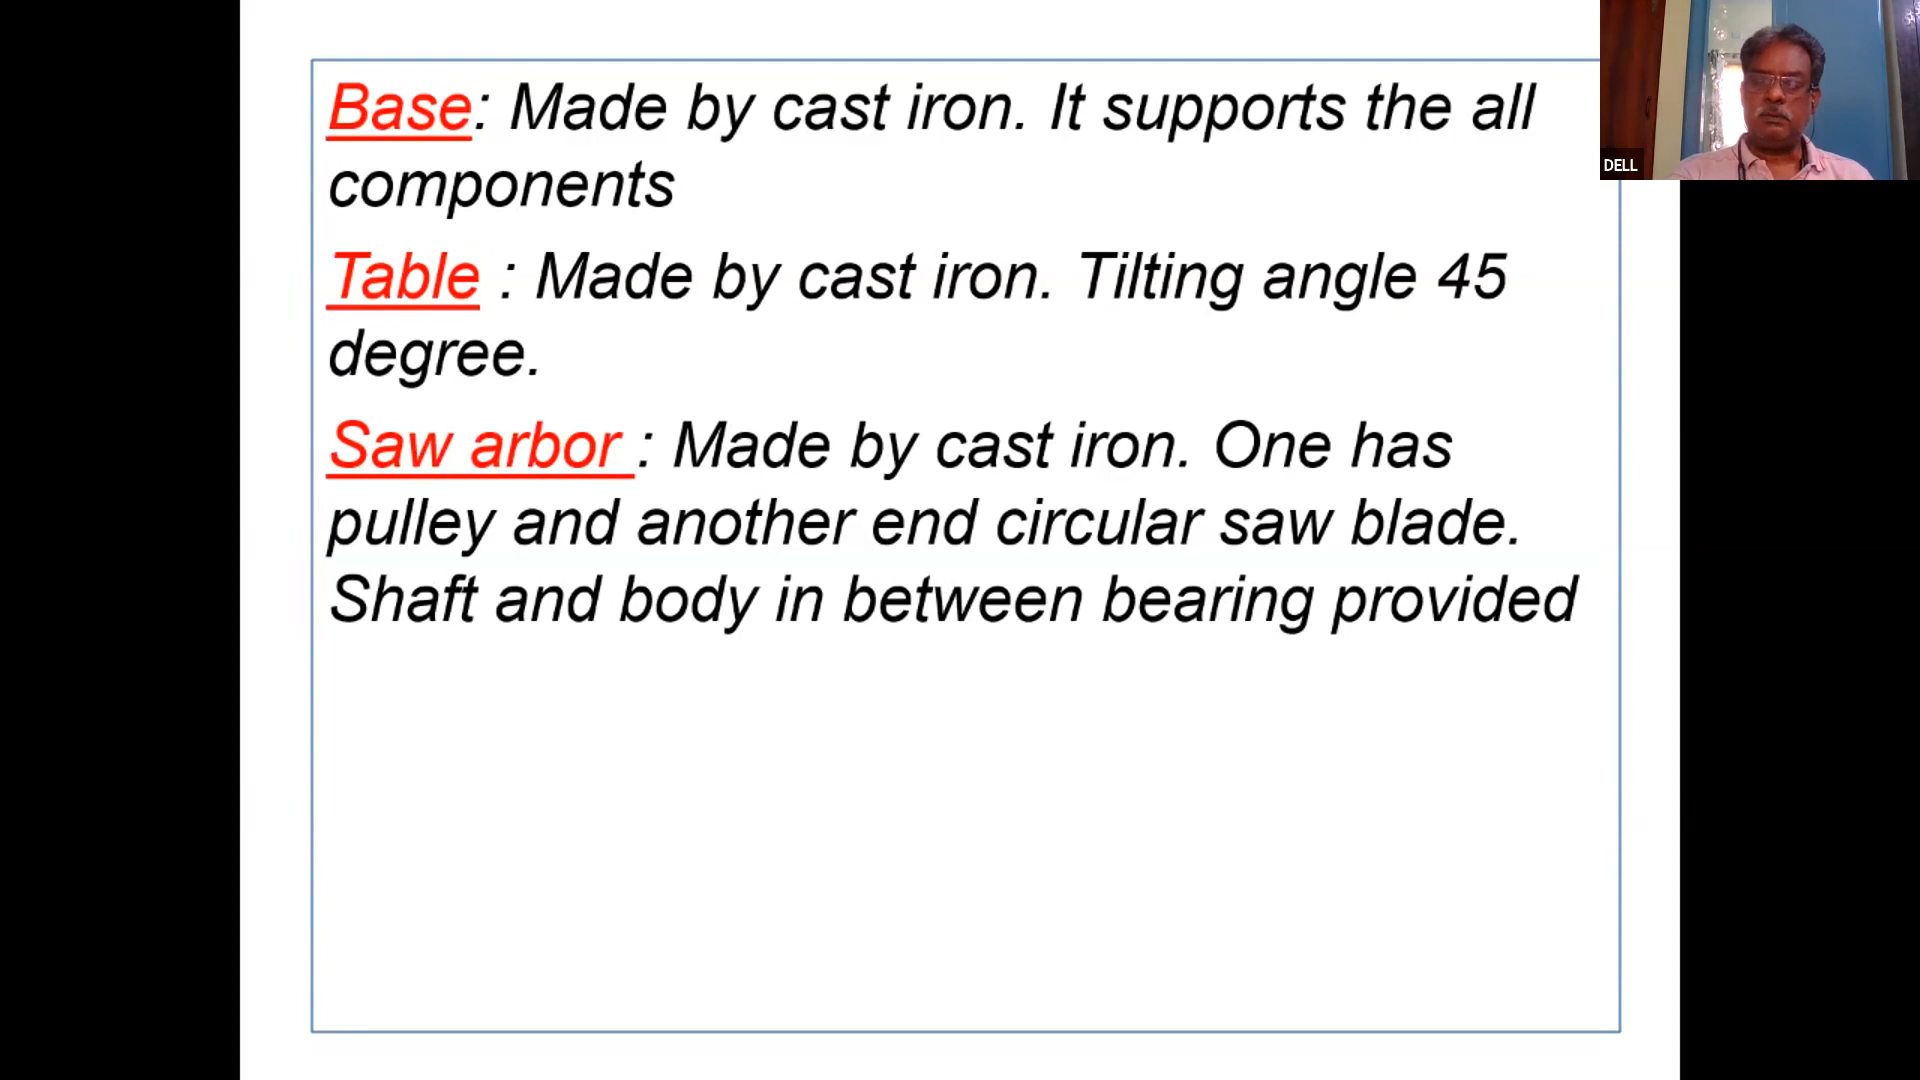 Base: Made by cast iron. It supports the all
components
Table : Made by cast iron. Tilting angle 45
degree.
Saw arbor : Made by cast iron. One has
pulley and another end circular saw blade.
Shaft and body in between bearing provided
DELL